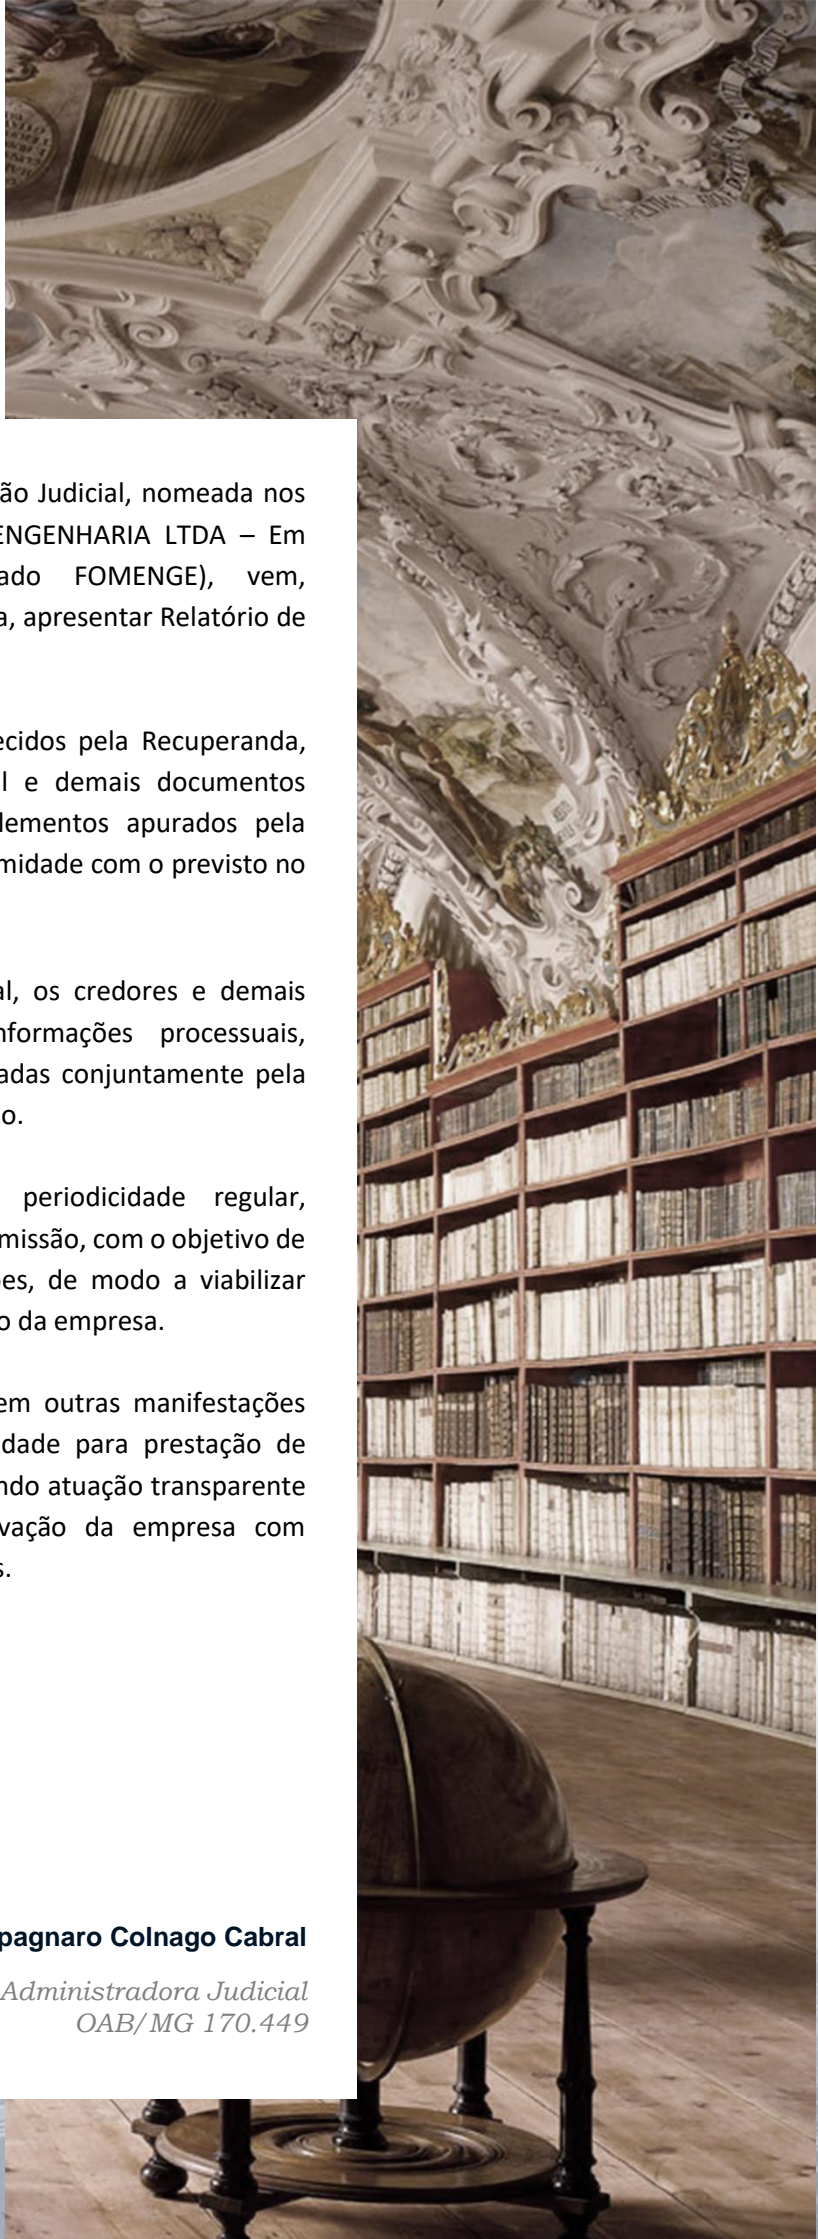 ão Judicial, nomeada nos
ENGENHARIA LTDA – Em
ado FOMENGE), vem,
a, apresentar Relatório de
ecidos pela Recuperanda,
l e demais documentos
lementos apurados pela
midade com o previsto no
al, os credores e demais
nformações processuais,
adas conjuntamente pela
o.
periodicidade regular,
missão, com o objetivo de
es, de modo a viabilizar
o da empresa.
em outras manifestações
dade para prestação de
ndo atuação transparente
vação da empresa com
s.
pagnaro Colnago Cabral
Administradora Judicial
OAB/MG 170.449